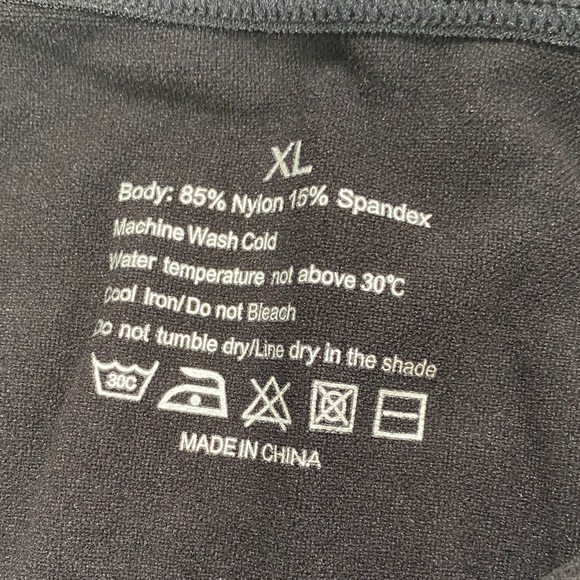 XL
Body: 85% Nylon 15% Spandex
Machine Wash Cold
Water temperature not above 30°C
Cool Iron/Do not Bleach
Do not tumble dry/Line dry in the shade
30C
MADE IN CHINA